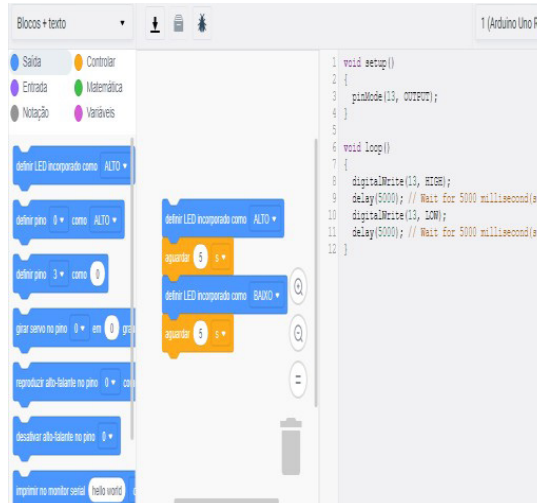 Blocos + texto
1 (Arduino Uno R
Saída
Controlar
Entrada
Matemática
Notação
Variáveis
definir LED incorporado como ALTO
definir pino 0 como ALTO
definir pino 3 como 0
girar servo no pino 0 em 0
reproduzir alto-falante no pino 0
desativar alto-falante no pino 0
imprimir no monitor serial hello world
definir LED incorporado como ALTO
aguardar 5 s
definir LED incorporado como BAIXO
aguardar 5 s
1 void setup()
2 {
3 pinMode(13, OUTPUT);
4 }
5
6 void loop()
7 {
8 digitalWrite(13, HIGH);
9 delay(5000); // Wait for 5000 millisecond(s
10 digitalWrite(13, LOW);
11 delay(5000); // Wait for 5000 millisecond(s
12 }